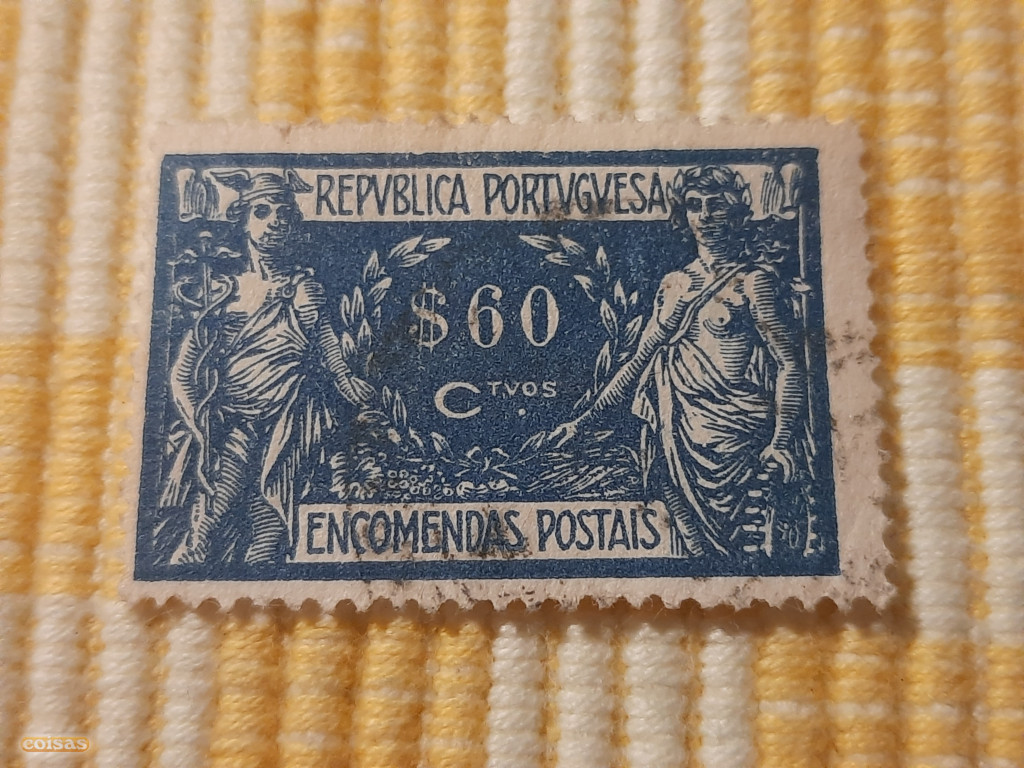 REPVBLICA PORTVGVESA
$60
CTVOS.
ENCOMENDAS POSTAIS
coisas